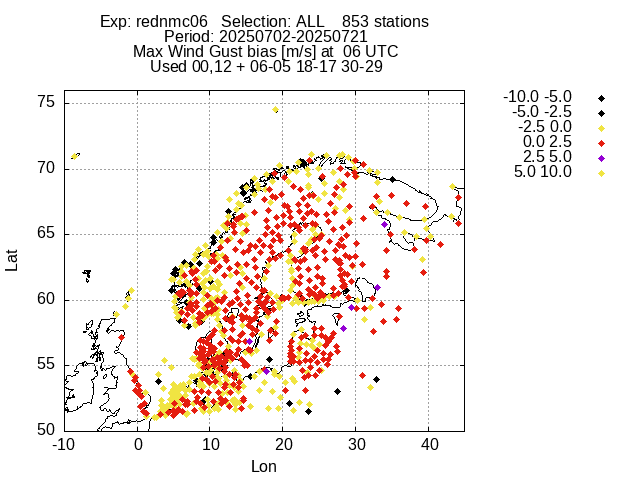 Exp: rednmc06   Selection: ALL    853 stations
Period: 20250702-20250721
Max Wind Gust bias [m/s] at  06 UTC
Used 00,12 + 06-05 18-17 30-29
-10.0 -5.0
-5.0 -2.5
-2.5 0.0
0.0 2.5
2.5 5.0
5.0 10.0
75
70
65
60
55
50
Lat
-10 0 10 20 30 40
Lon